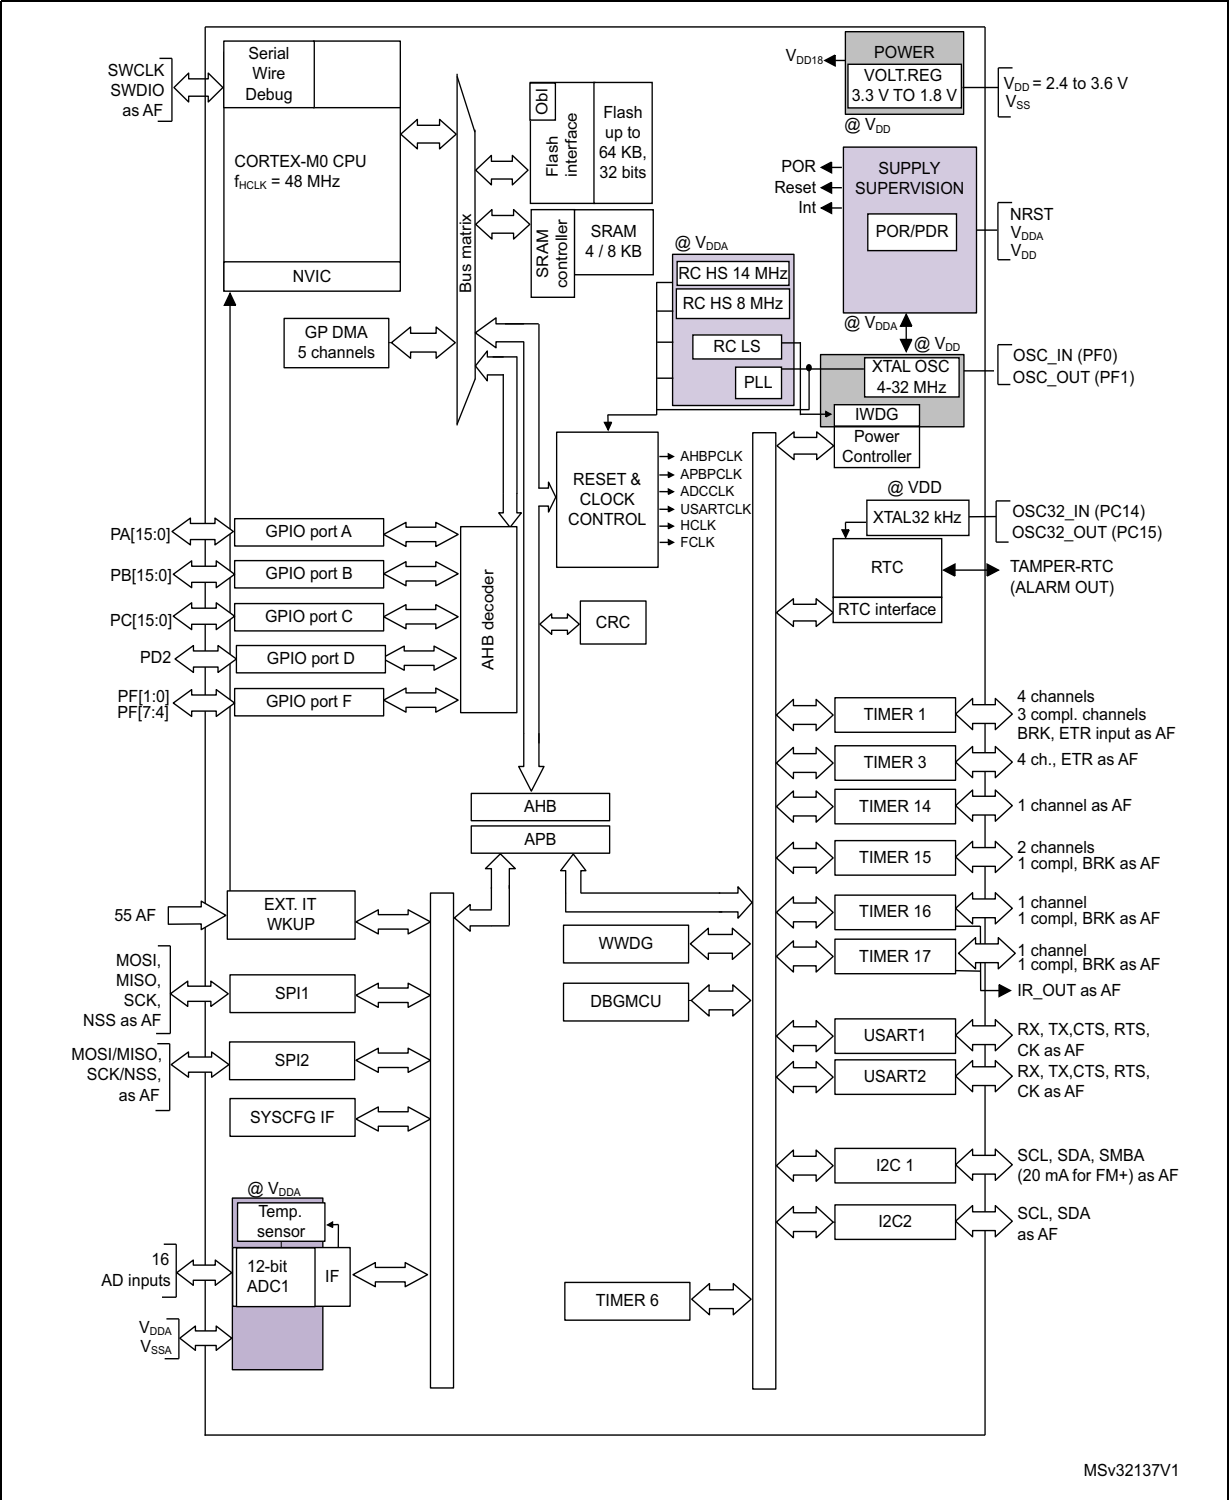 SWCLK
SWDIO
as AF
Serial
Wire
Debug
CORTEX-M0 CPU
fHCLK = 48 MHz
NVIC
Bus matrix
Obl
Flash
interface
Flash
up to
64 KB,
32 bits
SRAM
controller
SRAM
4 / 8 KB
GP DMA
5 channels
VDD18
POWER
VOLT.REG
3.3 V TO 1.8 V
@ VDD
VDD = 2.4 to 3.6 V
VSS
POR
Reset
Int
SUPPLY
SUPERVISION
POR/PDR
NRST
VDDA
VDD
@ VDDA
@ VDDA
RC HS 14 MHz
RC HS 8 MHz
RC LS
PLL
@ VDD
XTAL OSC
4-32 MHz
OSC_IN (PF0)
OSC_OUT (PF1)
IWDG
Power
Controller
RESET &
CLOCK
CONTROL
AHBPCLK
APBPCLK
ADCCLK
USARTCLK
HCLK
FCLK
@ VDD
XTAL32 kHz
OSC32_IN (PC14)
OSC32_OUT (PC15)
RTC
RTC interface
TAMPER-RTC
(ALARM OUT)
PA[15:0]
GPIO port A
PB[15:0]
GPIO port B
PC[15:0]
GPIO port C
PD2
GPIO port D
PF[1:0]
PF[7:4]
GPIO port F
AHB decoder
CRC
AHB
APB
TIMER 1
4 channels
3 compl. channels
BRK, ETR input as AF
TIMER 3
4 ch., ETR as AF
TIMER 14
1 channel as AF
TIMER 15
2 channels
1 compl, BRK as AF
TIMER 16
1 channel
1 compl, BRK as AF
TIMER 17
1 channel
1 compl, BRK as AF
IR_OUT as AF
55 AF
EXT. IT
WKUP
WWDG
DBGMCU
MOSI,
MISO,
SCK,
NSS as AF
SPI1
MOSI/MISO,
SCK/NSS,
as AF
SPI2
SYSCFG IF
USART1
RX, TX,CTS, RTS,
CK as AF
USART2
RX, TX,CTS, RTS,
CK as AF
I2C 1
SCL, SDA, SMBA
(20 mA for FM+) as AF
I2C2
SCL, SDA
as AF
@ VDDA
Temp.
sensor
16
AD inputs
12-bit
ADC1
IF
VDDA
VSSA
TIMER 6
MSv32137V1